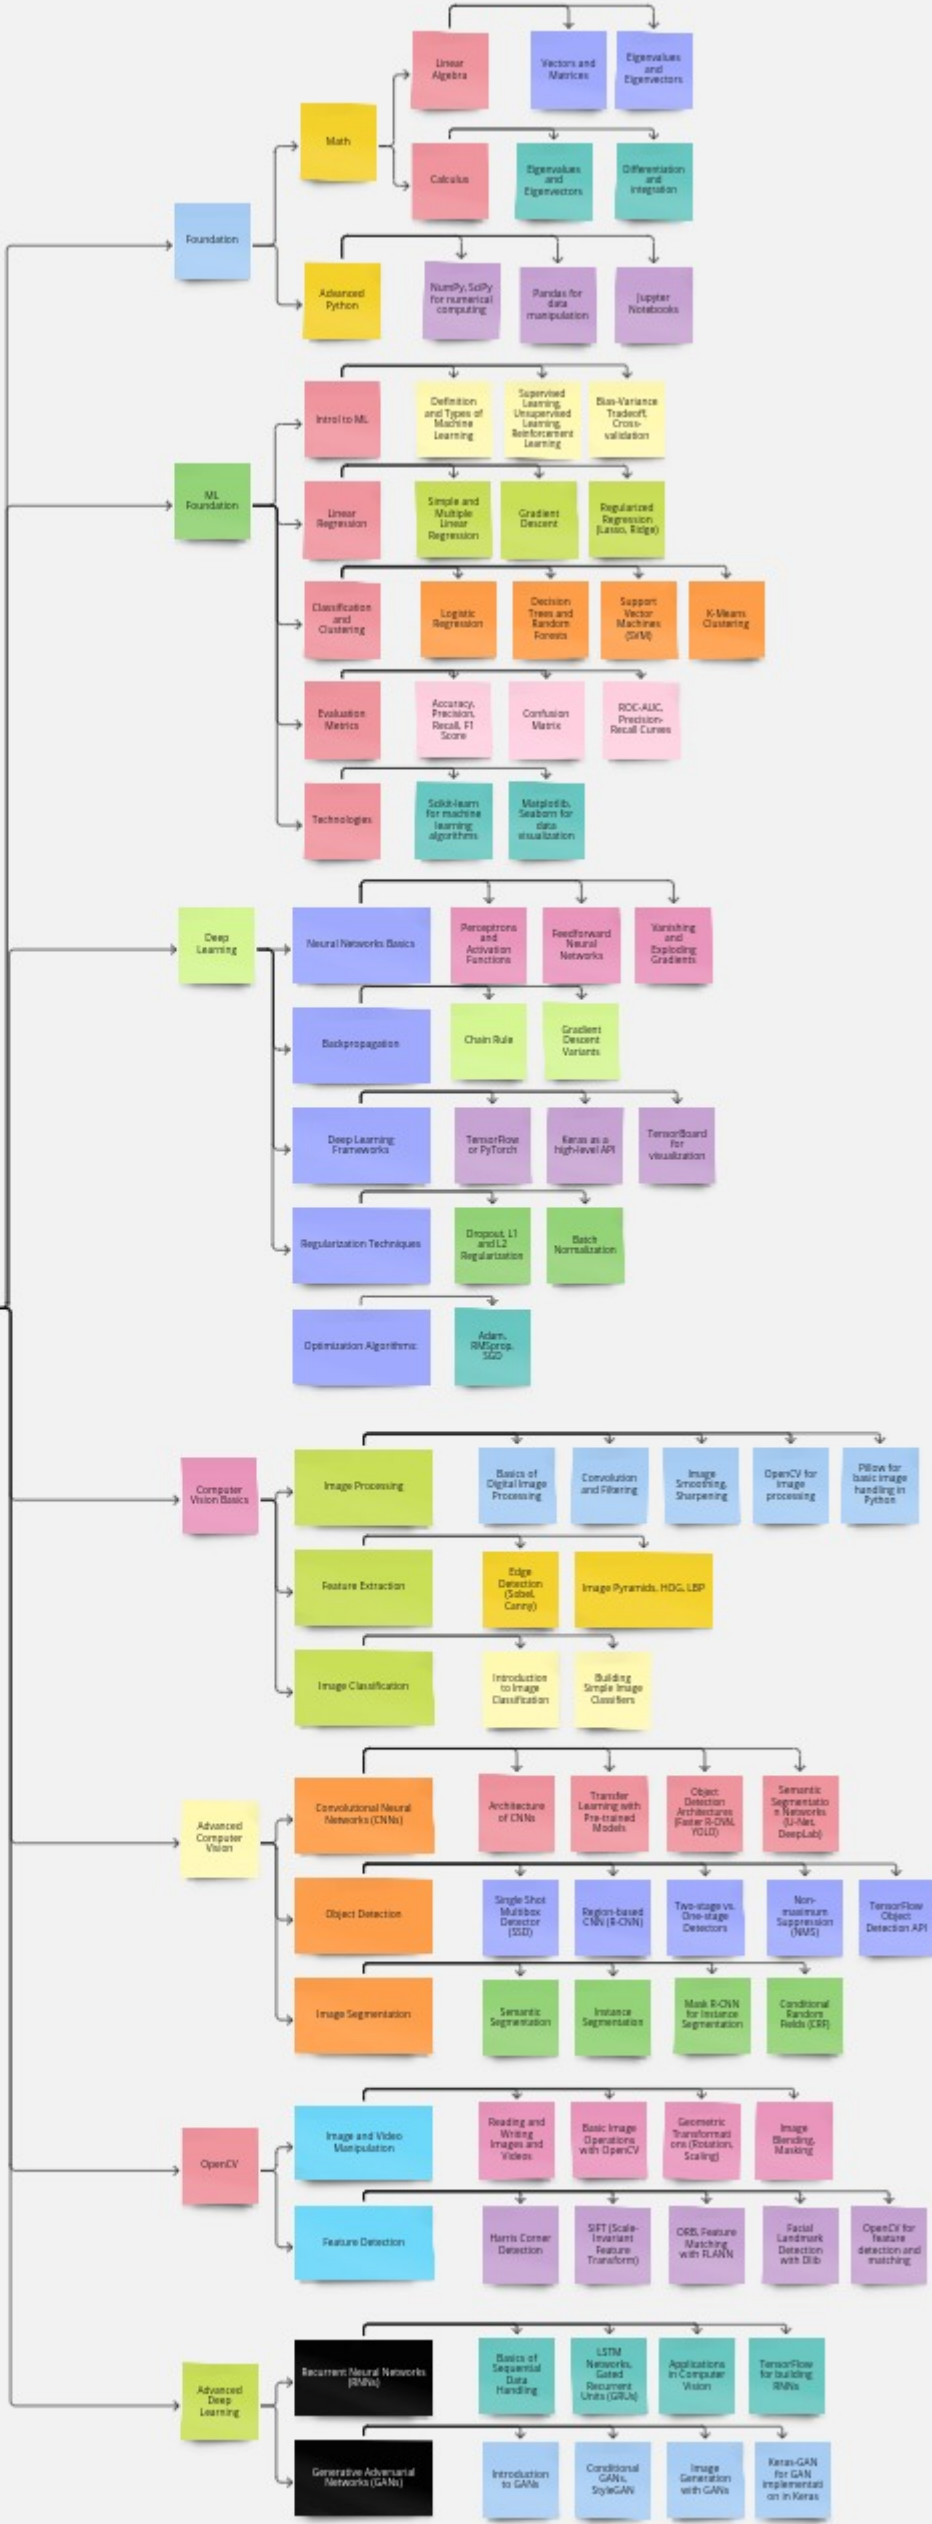 Linear
Algebra
Vectors and
Matrices
Eigenvalues
and
Eigenvectors
Math
Calculus
Eigenvalues
and
Eigenvectors
Differentiation
and
integration
Foundation
Advanced
Python
NumPy, SciPy
for numerical
computing
Pandas for
data
manipulation
Jupyter
Notebooks
Introl to ML
Definition
and Types of
Machine
Learning
Supervised
Learning,
Unsupervised
Learning,
Reinforcement
Learning
Bias-Variance
Tradeoff,
Cross-
validation
ML
Foundation
Linear
Regression
Simple and
Multiple
Linear
Regression
Gradient
Descent
Regularized
Regression
(Lasso, Ridge)
Classification
and
Clustering
Logistic
Regression
Decision
Trees and
Random
Forests
Support
Vector
Machines
(SVM)
K-Means
Clustering
Evaluation
Metrics
Accuracy,
Precision,
Recall, F1
Score
Confusion
Matrix
ROC-AUC,
Precision-
Recall Curves
Technologies
Scikit-learn
for machine
learning
algorithms
Matplotlib,
Seaborn for
data
visualization
Deep
Learning
Neural Networks Basics
Perceptrons
and
Activation
Functions
Feedforward
Neural
Networks
Vanishing
and
Exploding
Gradients
Backpropagation
Chain Rule
Gradient
Descent
Variants
Deep Learning
Frameworks
TensorFlow
or PyTorch
Keras as a
high-level API
TensorBoard
for
visualization
Regularization Techniques
Dropout, L1
and L2
Regularization
Batch
Normalization
Optimization Algorithms:
Adam,
RMSprop,
SGD
Computer
Vision Basics
Image Processing
Basics of
Digital Image
Processing
Convolution
and Filtering
Image
Smoothing,
Sharpening
OpenCV for
image
processing
Pillow for
basic image
handling in
Python
Feature Extraction
Edge
Detection
(Sobel,
Canny)
Image Pyramids, HOG, LBP
Image Classification
Introduction
to Image
Classification
Building
Simple Image
Classifiers
Advanced
Computer
Vision
Convolutional Neural
Networks (CNNs)
Architecture
of CNNs
Transfer
Learning with
Pre-trained
Models
Object
Detection
Architectures
(Faster R-CNN,
YOLO)
Semantic
Segmentatio
n Networks
(U-Net,
DeepLab)
Object Detection
Single Shot
Multibox
Detector
(SSD)
Region-based
CNN (R-CNN)
Two-stage vs.
One-stage
Detectors
Non-
maximum
Suppression
(NMS)
TensorFlow
Object
Detection API
Image Segmentation
Semantic
Segmentation
Instance
Segmentation
Mask R-CNN
for Instance
Segmentation
Conditional
Random
Fields (CRF)
OpenCV
Image and Video
Manipulation
Reading and
Writing
Images and
Videos
Basic Image
Operations
with OpenCV
Geometric
Transformati
ons (Rotation,
Scaling)
Image
Blending,
Masking
Feature Detection
Harris Corner
Detection
SIFT (Scale-
Invariant
Feature
Transform)
ORB, Feature
Matching
with FLANN
Facial
Landmark
Detection
with Dlib
OpenCV for
feature
detection and
matching
Advanced
Deep
Learning
Recurrent Neural Networks
(RNNs)
Basics of
Sequential
Data
Handling
LSTM
Networks,
Gated
Recurrent
Units (GRUs)
Applications
in Computer
Vision
TensorFlow
for building
RNNs
Generative Adversarial
Networks (GANs)
Introduction
to GANs
Conditional
GANs,
StyleGAN
Image
Generation
with GANs
Keras-GAN
for GAN
implementati
on in Keras